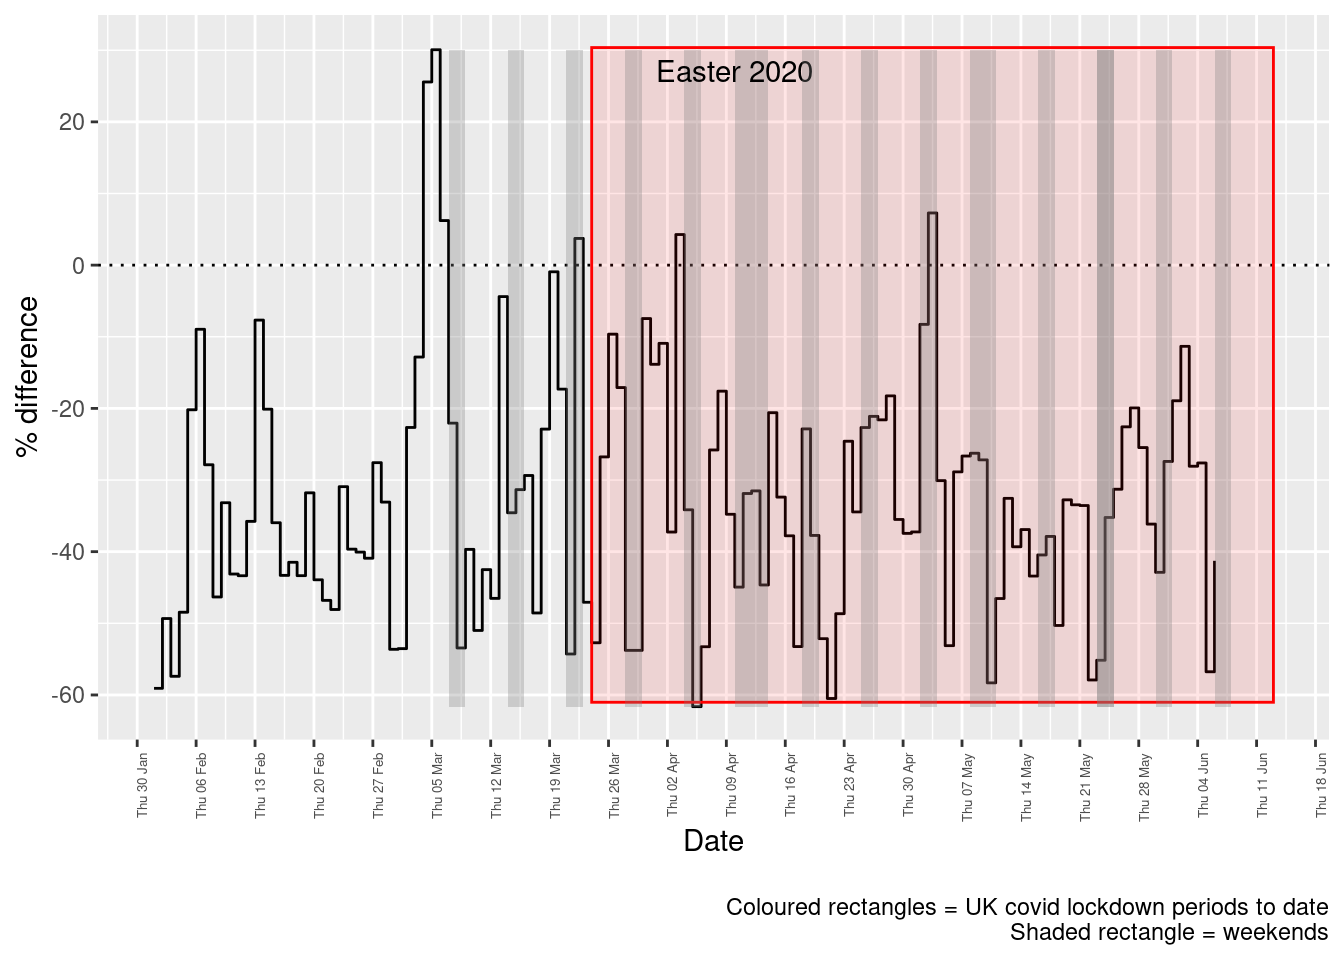 Easter 2020
20
0
-20
-40
-60
% difference
Thu 30 Jan
Thu 06 Feb
Thu 13 Feb
Thu 20 Feb
Thu 27 Feb
Thu 05 Mar
Thu 12 Mar
Thu 19 Mar
Thu 26 Mar
Thu 02 Apr
Thu 09 Apr
Thu 16 Apr
Thu 23 Apr
Thu 30 Apr
Thu 07 May
Thu 14 May
Thu 21 May
Thu 28 May
Thu 04 Jun
Thu 11 Jun
Thu 18 Jun
Date
Coloured rectangles = UK covid lockdown periods to date
Shaded rectangle = weekends